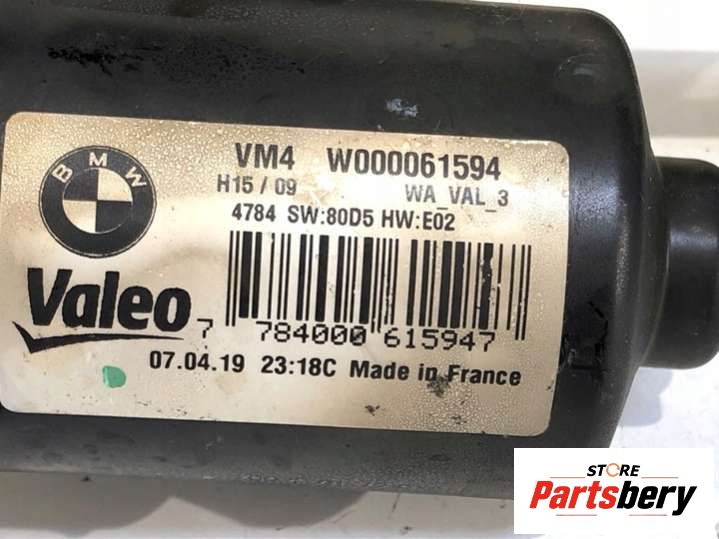 BMW
VM4 W000061594
H15 / 09 WA_VAL_3
4784 SW:80D5 HW:E02
Valeo
7 784000 615947
07.04.19 23:18C Made in France
STORE
Partsbery